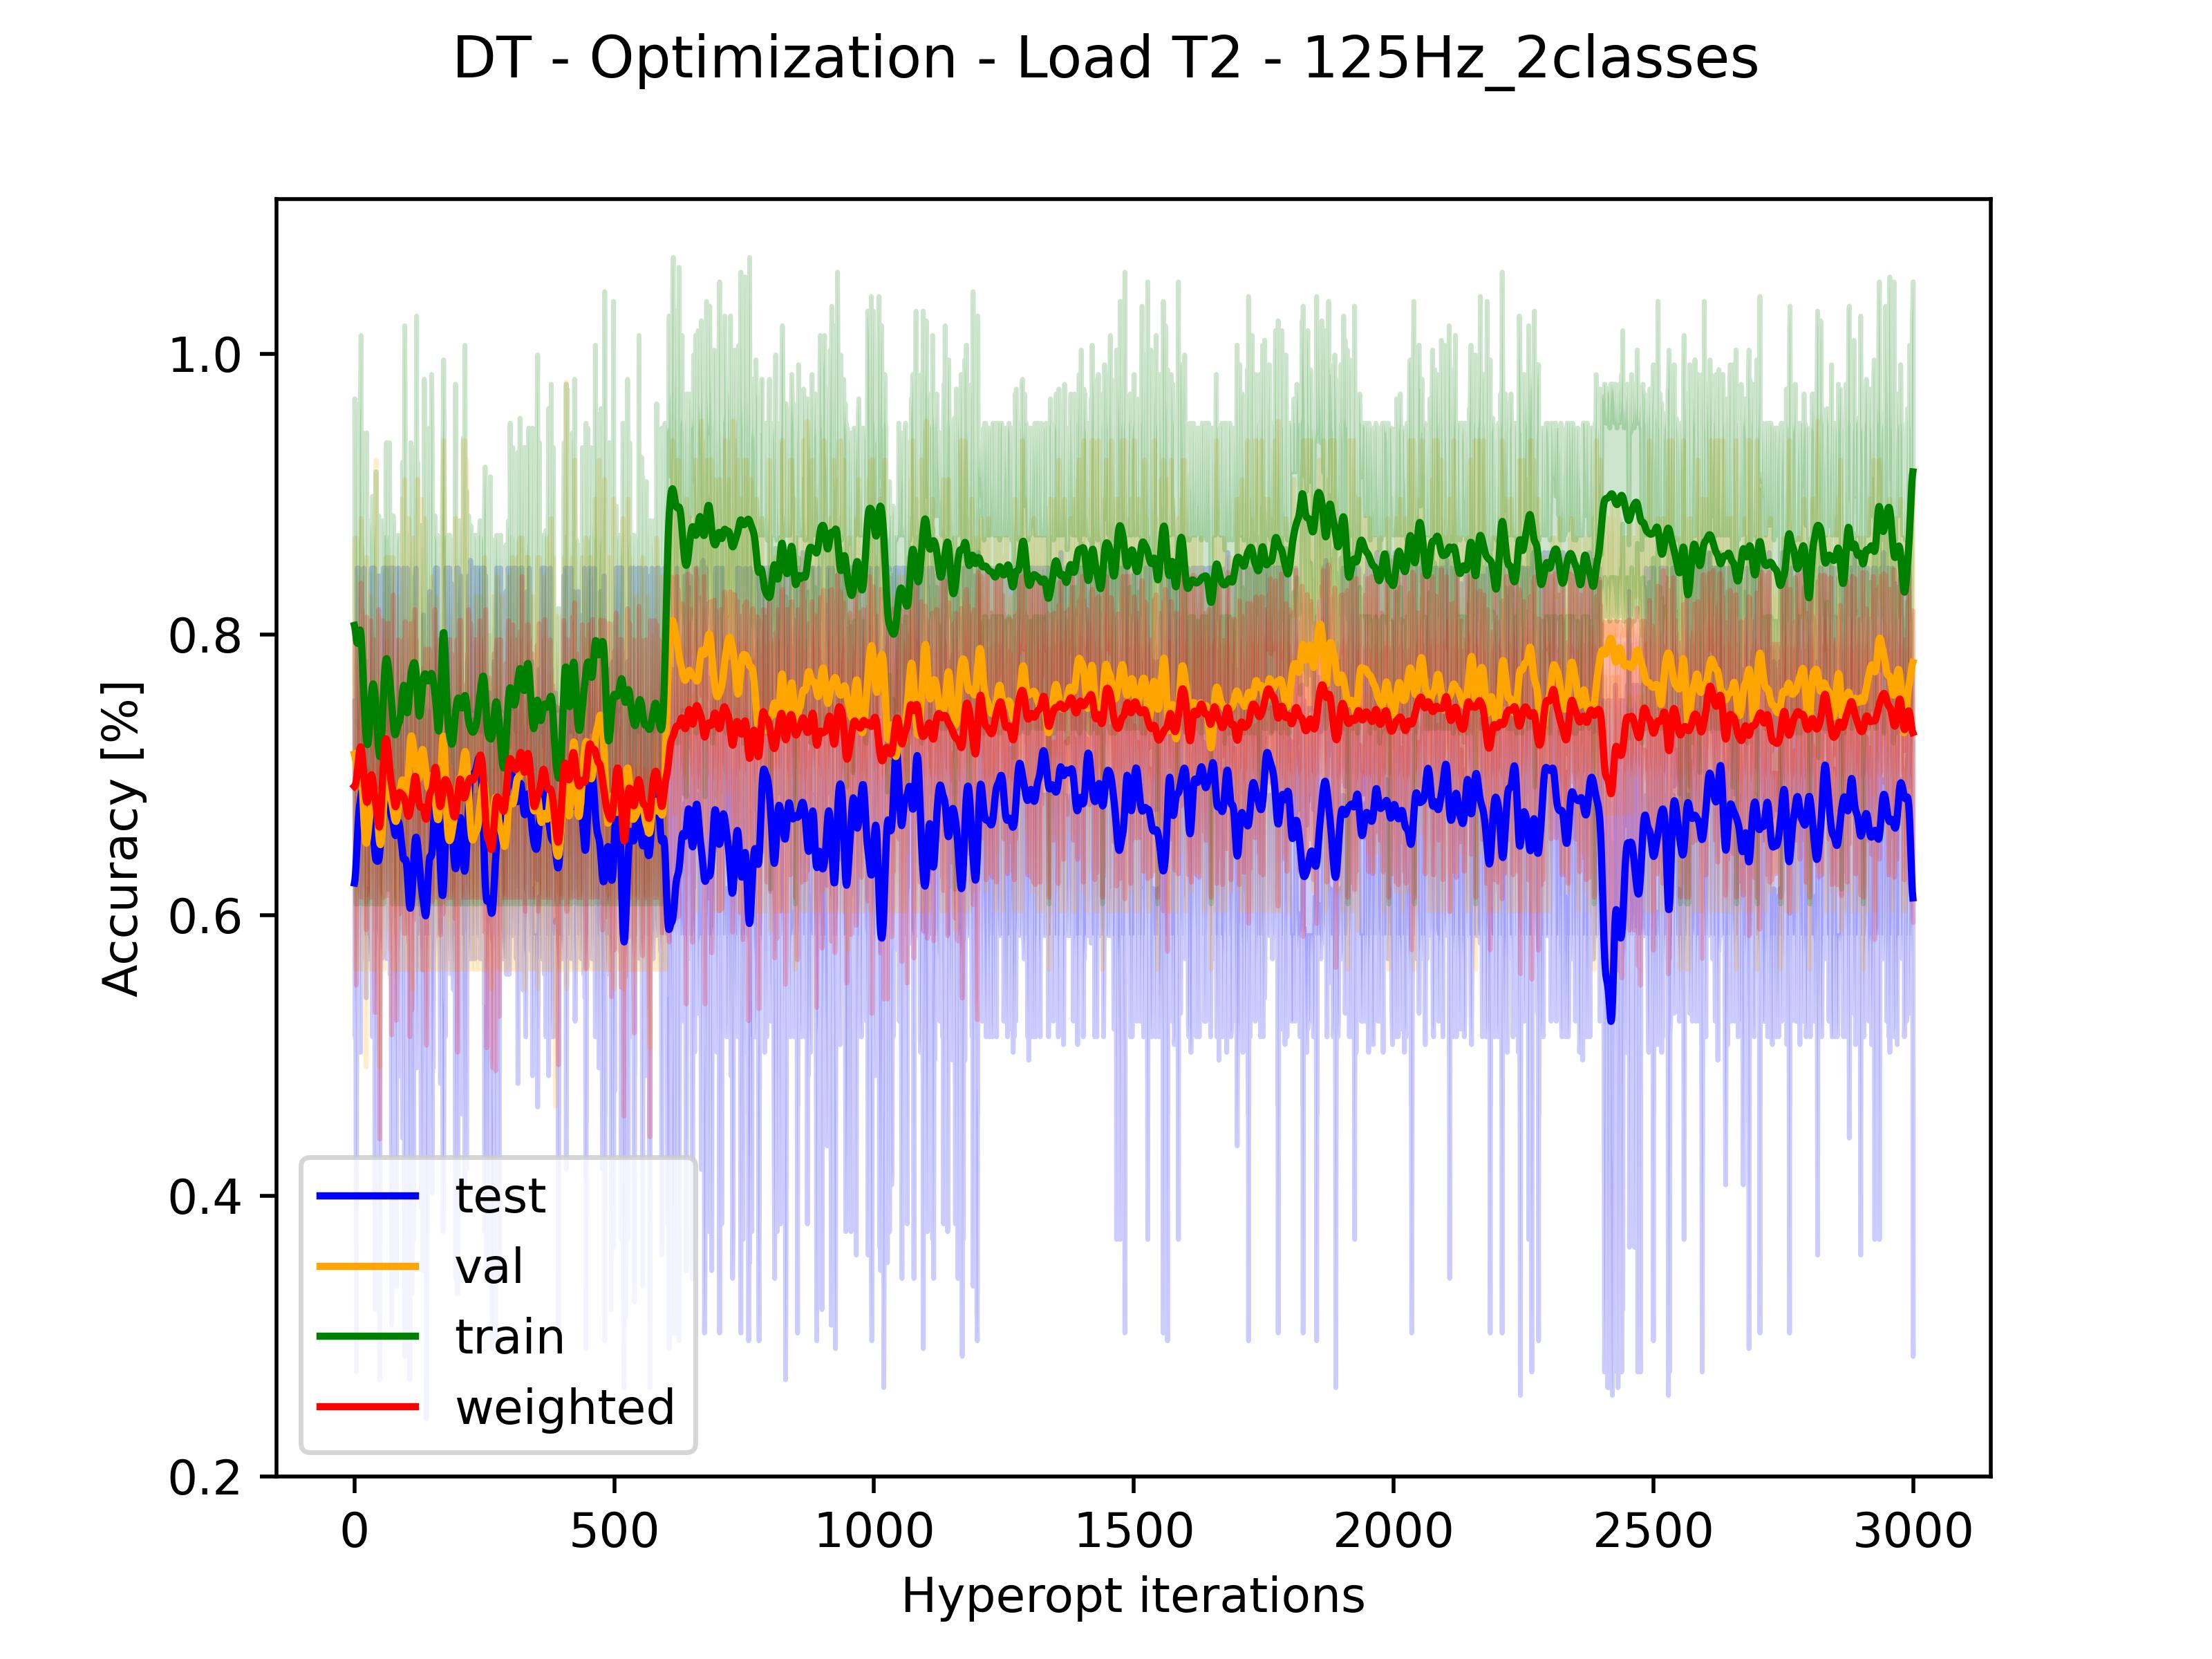 DT - Optimization - Load T2 - 125Hz_2classes
Accuracy [%]
1.0
0.8
0.6
0.4
0.2
test
val
train
weighted
0 500 1000 1500 2000 2500 3000
Hyperopt iterations